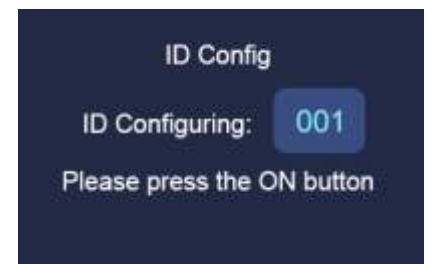 ID Config
ID Configuring: 001
Please press the ON button